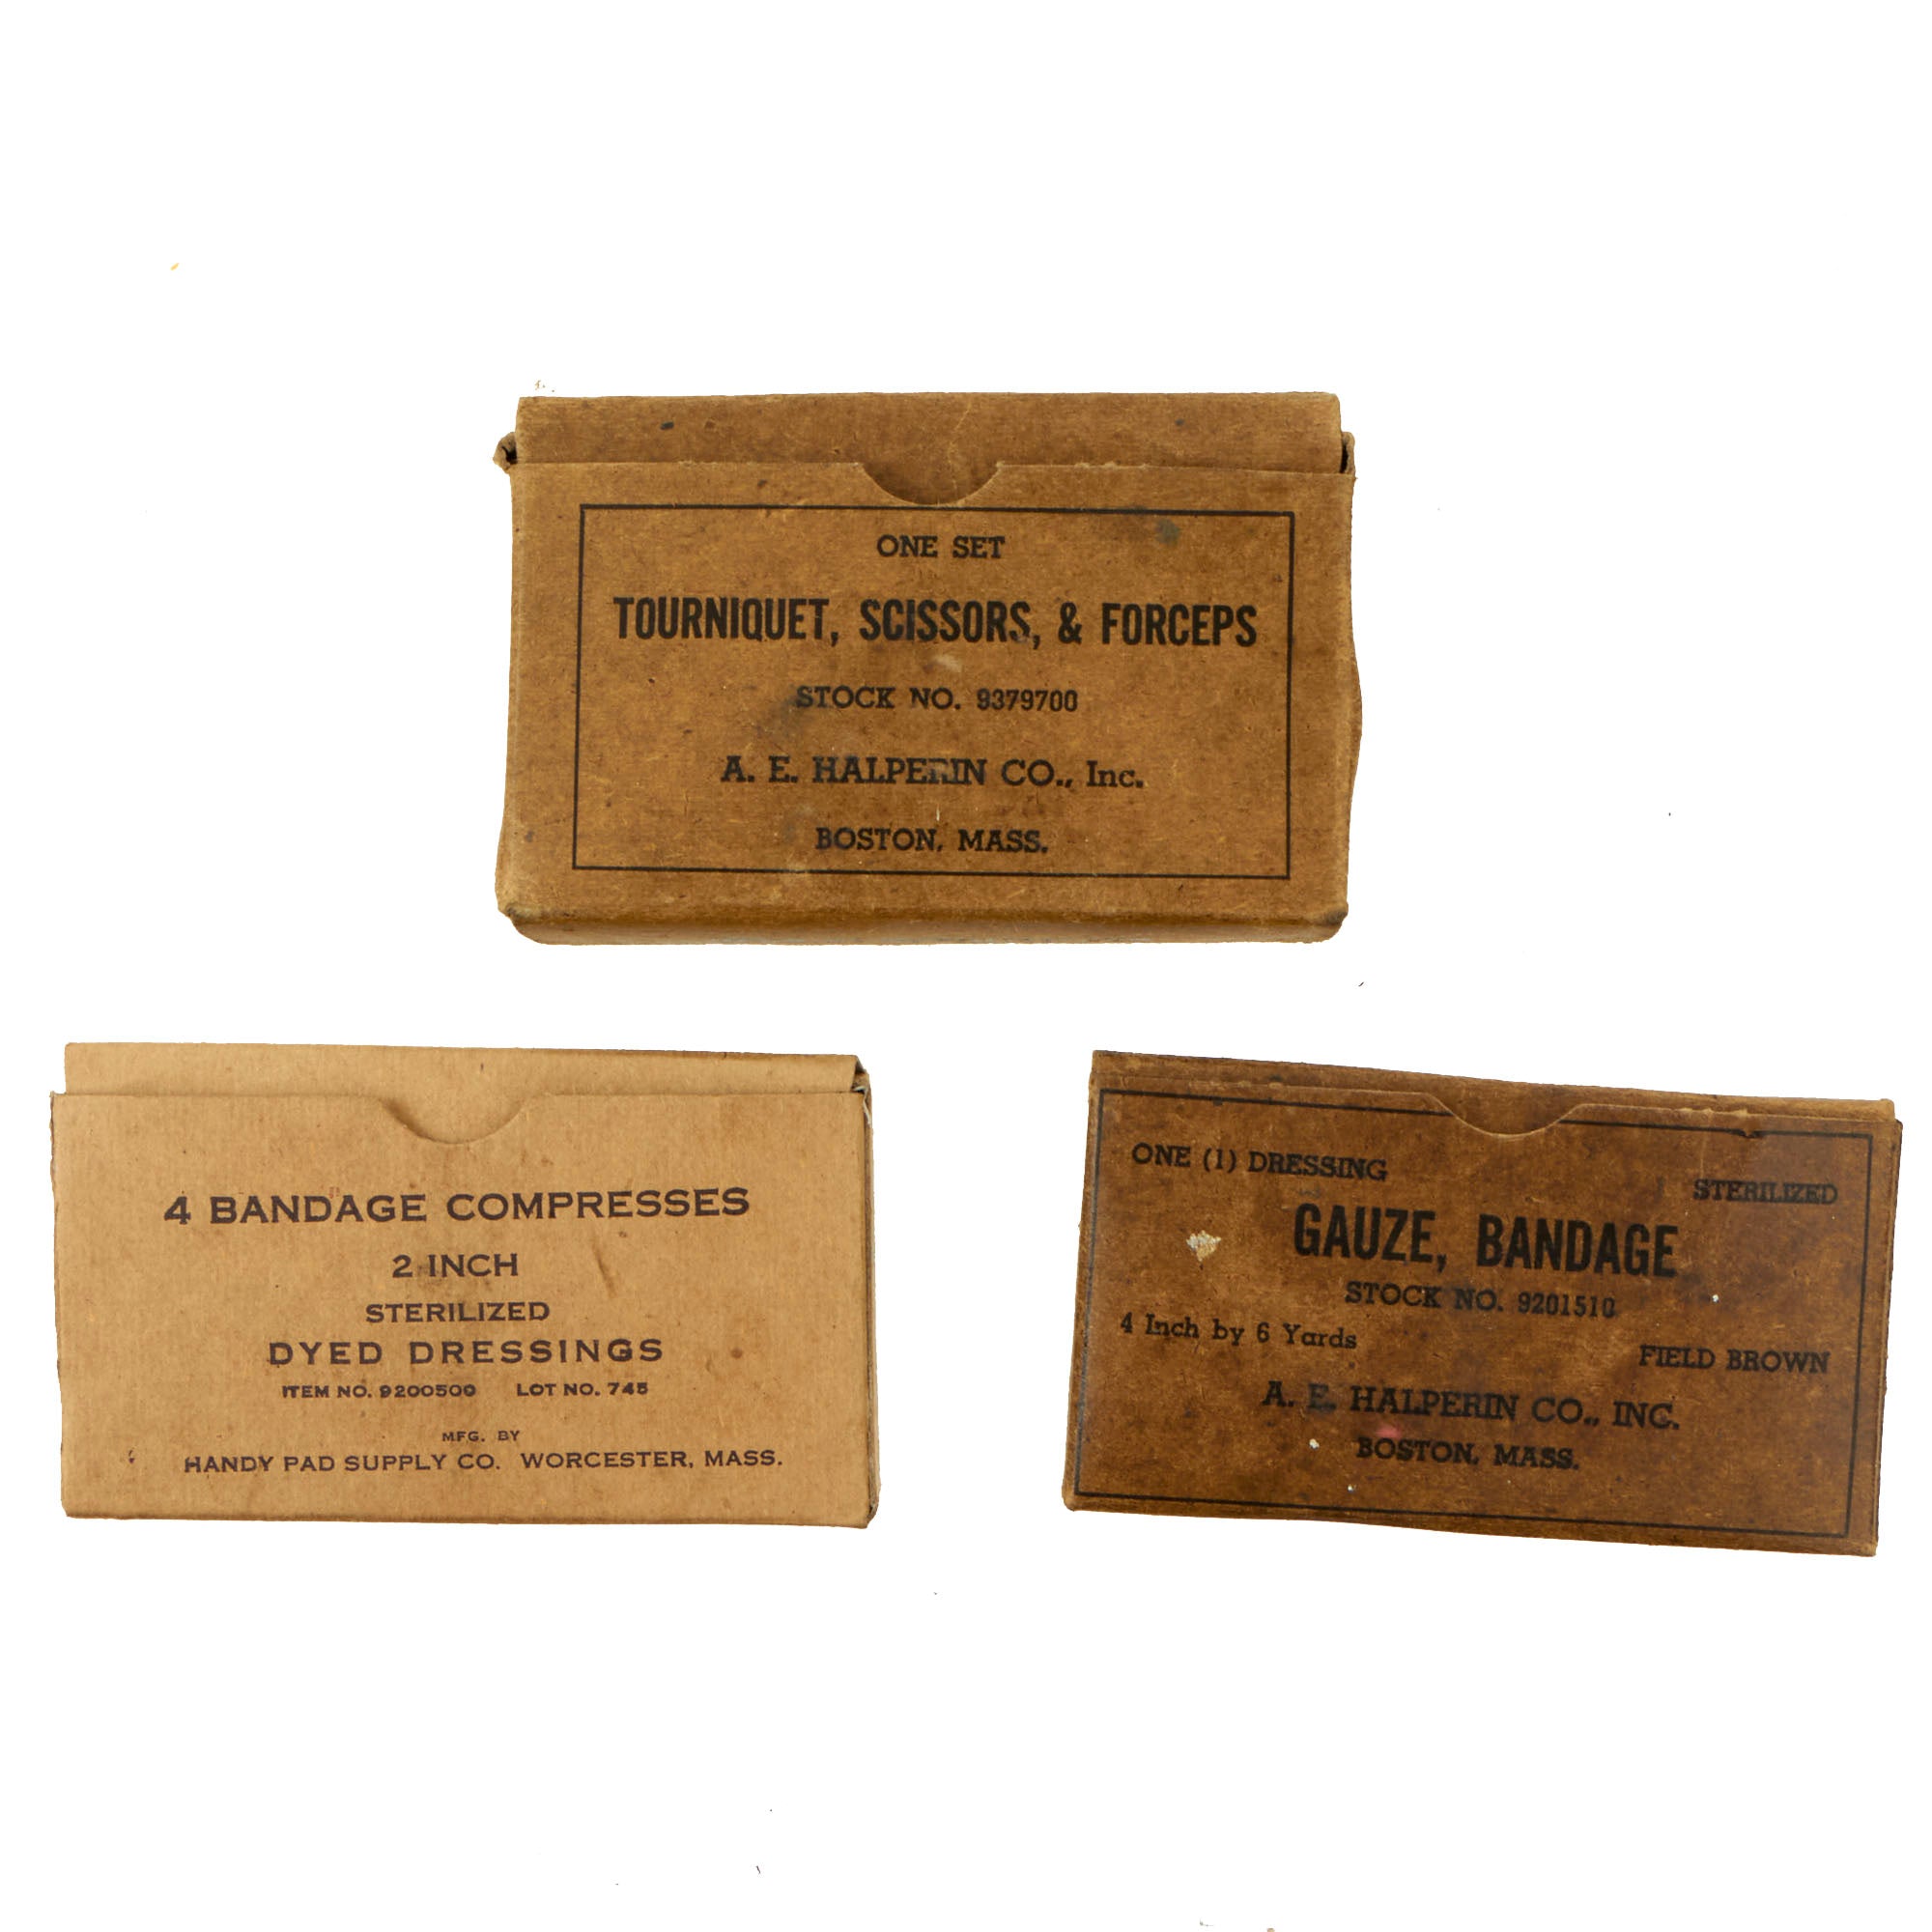 ONE SET
TOURNIQUET, SCISSORS, & FORCEPS
STOCK NO. 9379700
A. E. HALPERIN CO., Inc.
BOSTON, MASS.
4 BANDAGE COMPRESSES
2 INCH
STERILIZED
DYED DRESSINGS
ITEM NO. 9200500 LOT NO. 745
MFG. BY
HANDY PAD SUPPLY CO. WORCESTER, MASS.
ONE (1) DRESSING
STERILIZED
GAUZE, BANDAGE
STOCK NO. 9201510
4 Inch by 6 Yards
FIELD BROWN
A. E. HALPERIN CO., INC.
BOSTON, MASS.